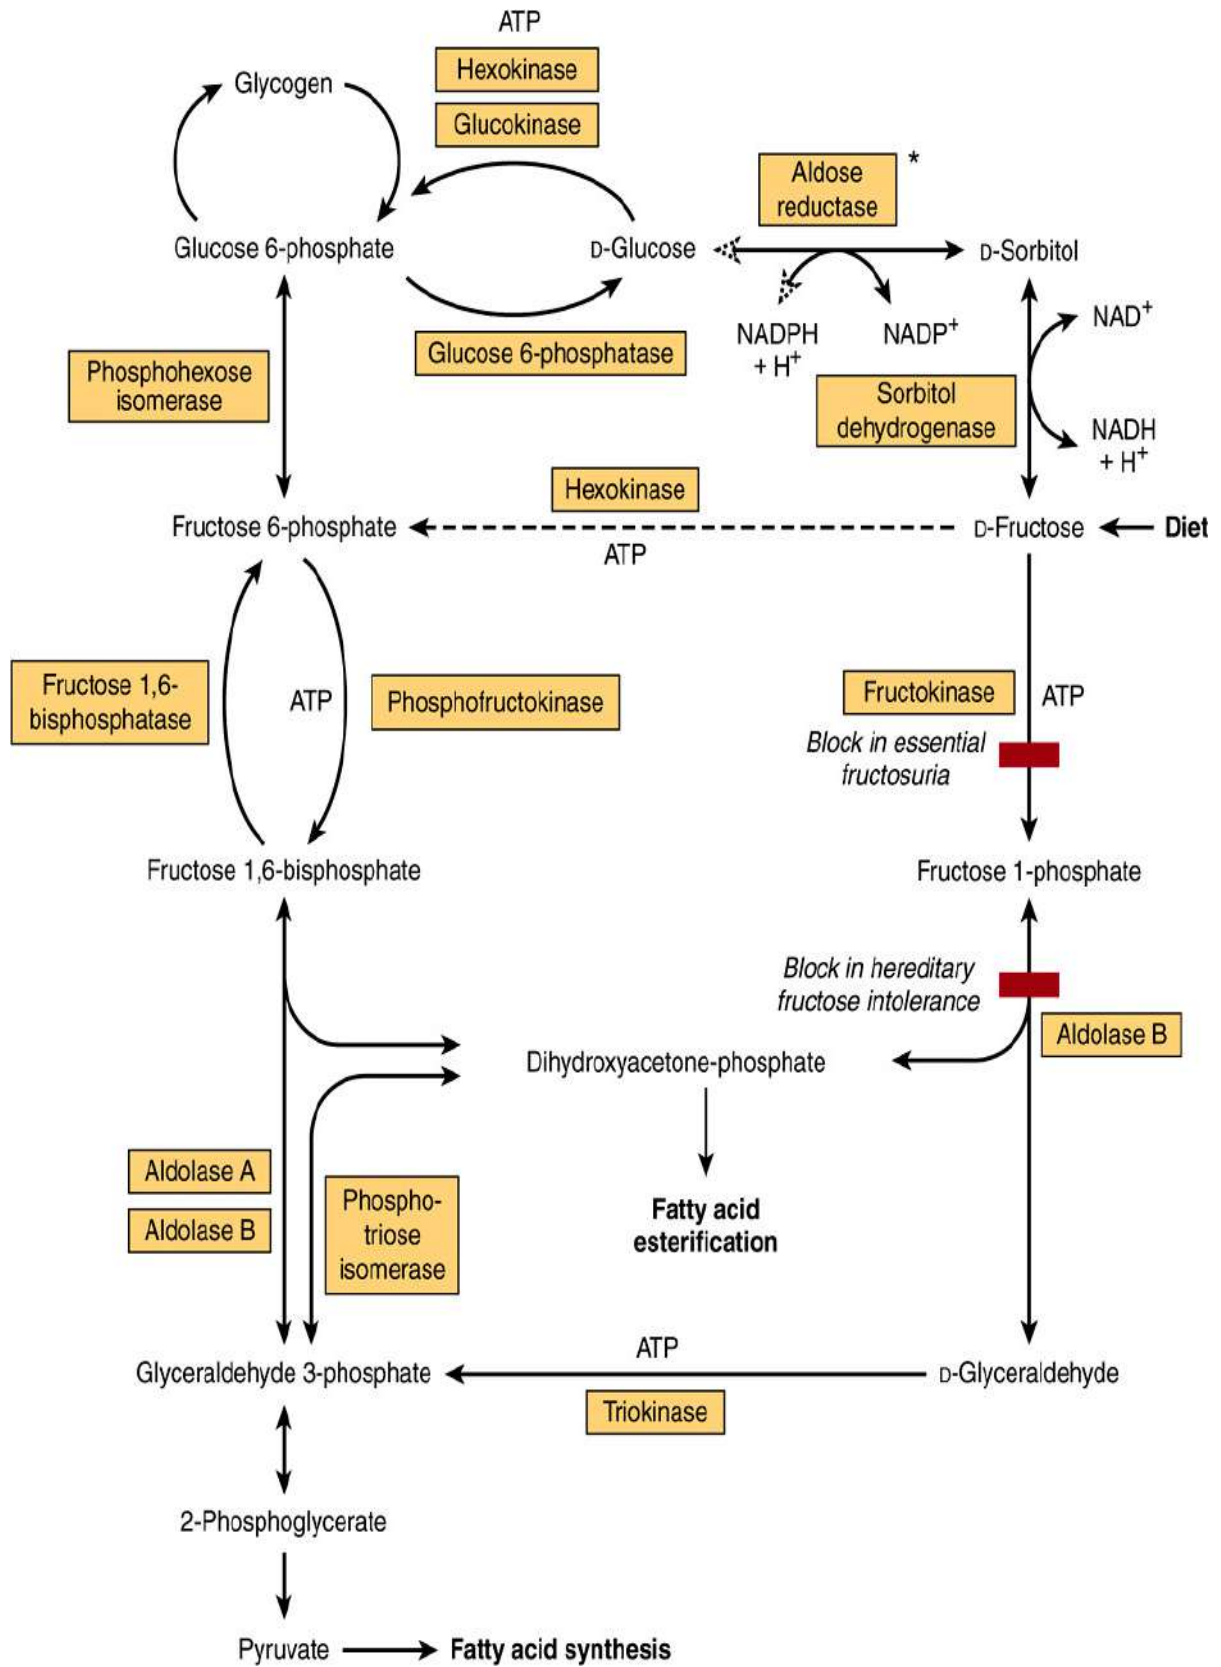 ATP
Hexokinase
Glycogen
Glucokinase
Aldose
reductase
*
Glucose 6-phosphate
D-Glucose
D-Sorbitol
NADPH
+ H+
NADP+
NAD+
Glucose 6-phosphatase
Phosphohexose
isomerase
Sorbitol
dehydrogenase
NADH
+ H+
Hexokinase
Fructose 6-phosphate
ATP
D-Fructose
Diet
Fructose 1,6-
bisphosphatase
ATP
Phosphofructokinase
Fructokinase
ATP
Block in essential
fructosuria
Fructose 1,6-bisphosphate
Fructose 1-phosphate
Block in hereditary
fructose intolerance
Aldolase B
Dihydroxyacetone-phosphate
Aldolase A
Aldolase B
Phospho-
triose
isomerase
Fatty acid
esterification
Glyceraldehyde 3-phosphate
ATP
Triokinase
D-Glyceraldehyde
2-Phosphoglycerate
Pyruvate
Fatty acid synthesis